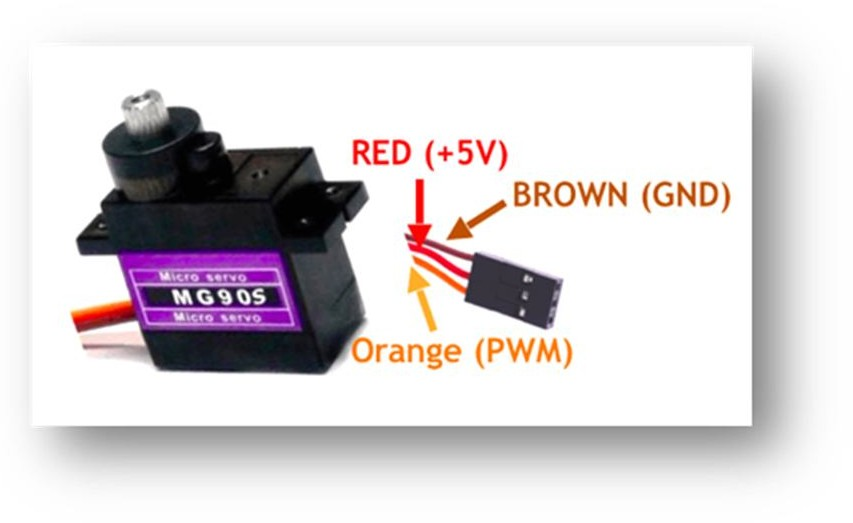 RED (+5V)
BROWN (GND)
Micro servo
MG90S
Micro servo
Orange (PWM)